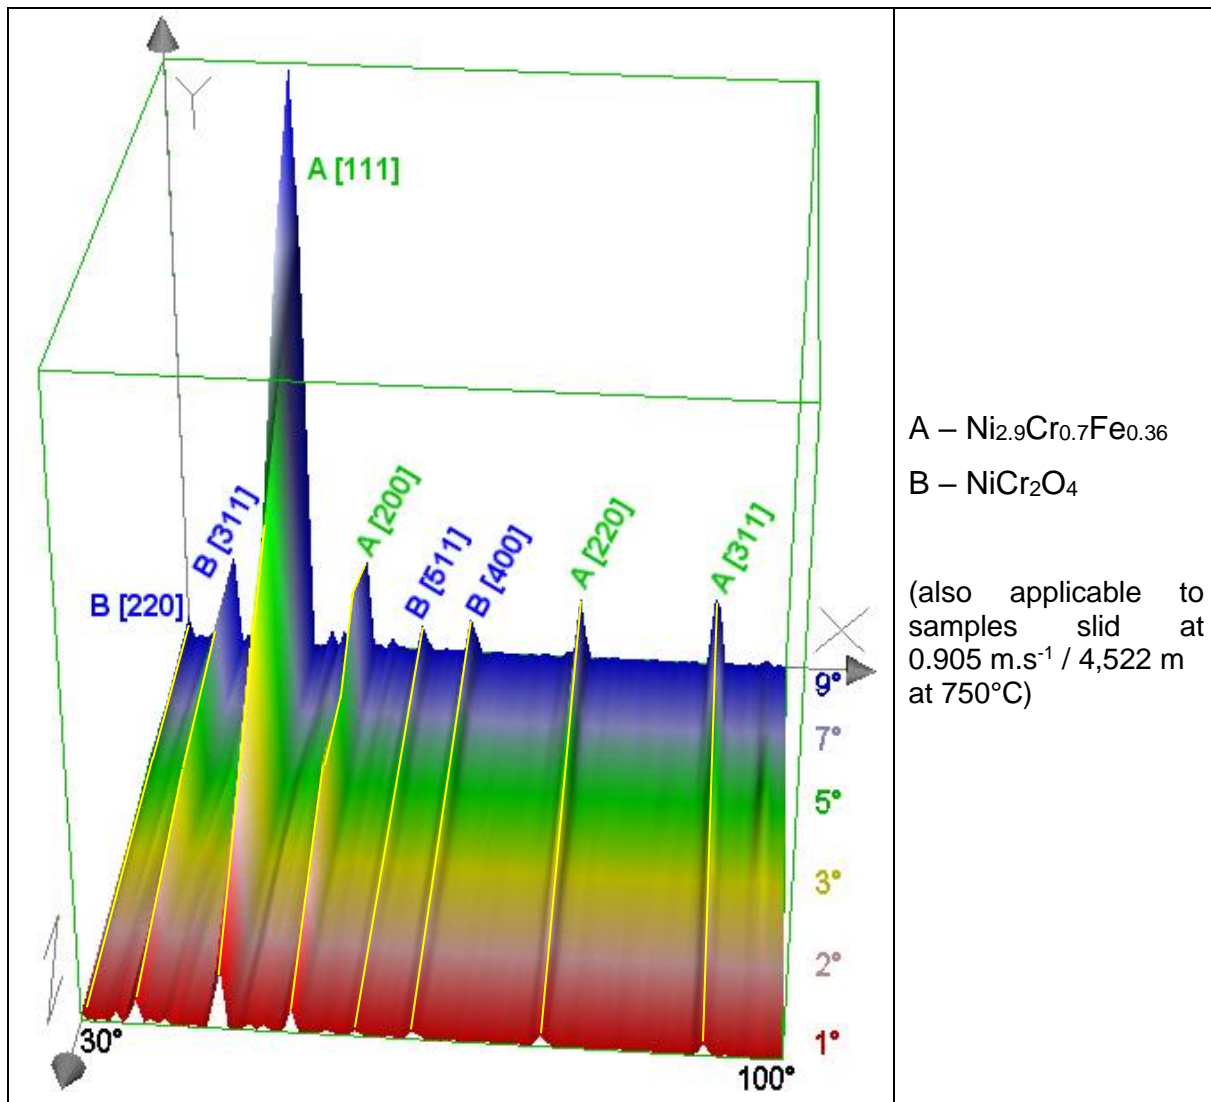 Y
A [111]
B [220]
B [311]
A [200]
B [511]
B [400]
A [220]
A [311]
X
9°
7°
5°
3°
2°
1°
Z
30°
100°
A – Ni2.9Cr0.7Fe0.36
B – NiCr2O4
(also applicable to
samples slid at
0.905 m.s-1 / 4,522 m
at 750°C)